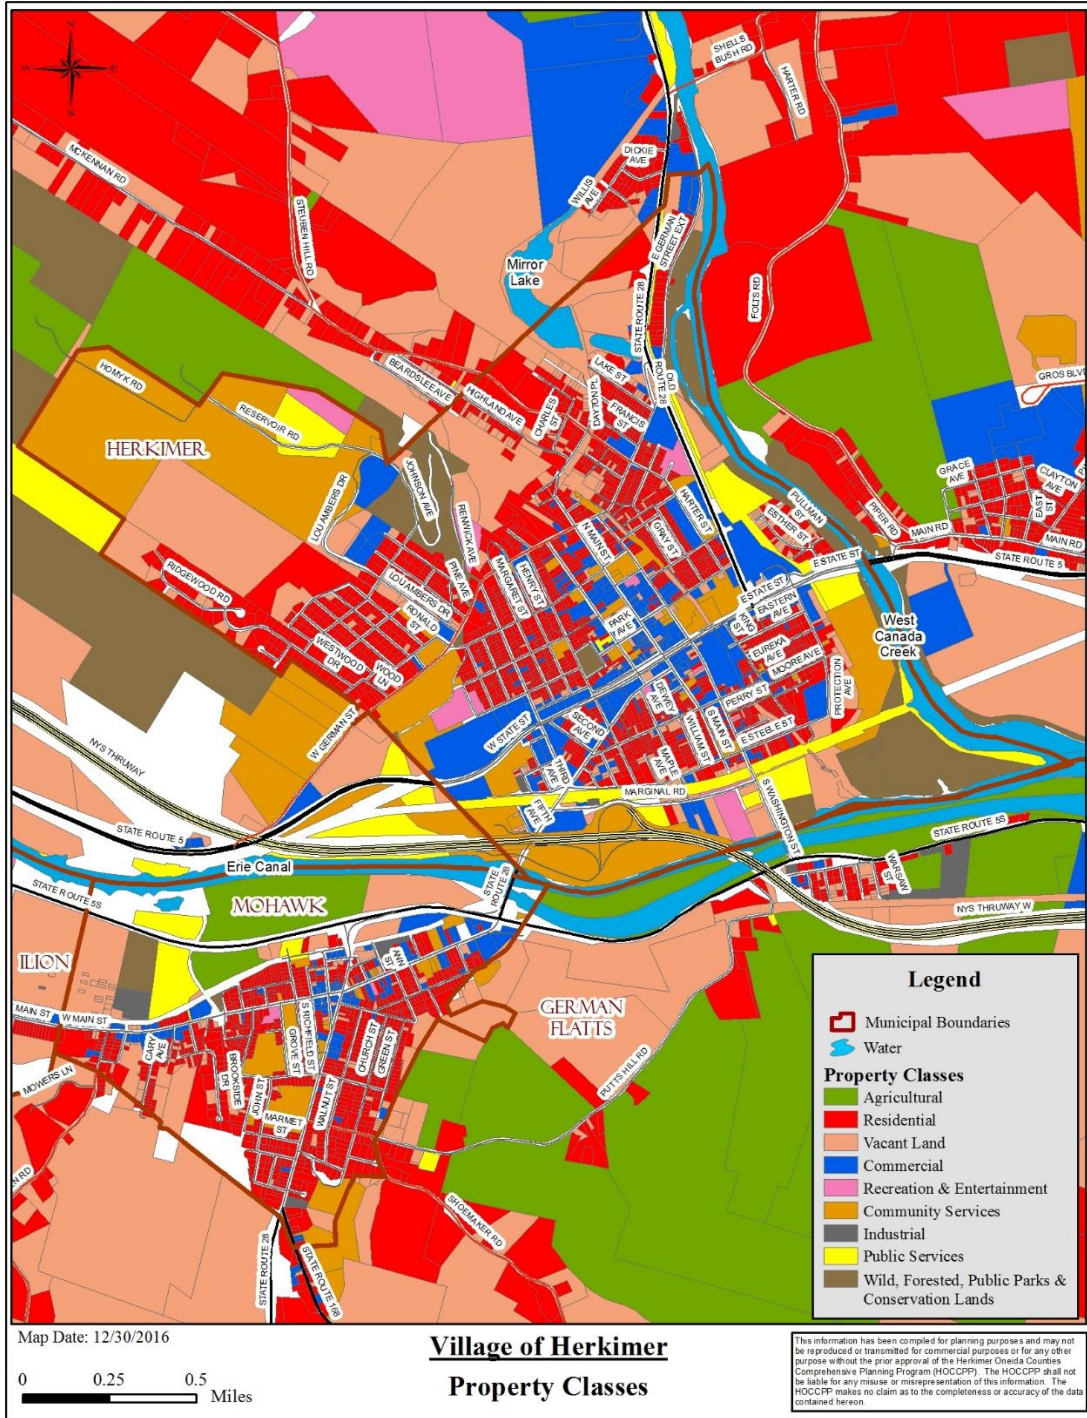 N
W
E
S
SHELLS
BUSH RD
HARTER RD
DICKIE
AVE
WILLIS
AVE
MCKENNAN RD
STEUBEN HILL RD
E GERMAN
STREET EXT
Mirror
Lake
STATE ROUTE 28
FOLTS RD
OLD
ROUTE 28
HOMYK RD
BEARDSLEE AVE
HIGHLAND AVE
LAKE ST
DAYTON PL
FRANCIS
ST
CHARLES
ST
GROS BLVD
RESERVOIR RD
HERKIMER
LOU AMBERS DR
JOHNSON AVE
RENWICK AVE
PINE AVE
N MAIN ST
GRAY ST
HARTER ST
PULLMAN
ST
ESTHER ST
PIPER RD
GRACE
AVE
CLAYTON
AVE
EAST
ST
MAIN RD
MAIN RD
STATE ROUTE 5
E STATE ST
E STATE ST
RIDGEWOOD RD
LOU AMBERS DR
RONALD
ST
MARGARET ST
HENRY ST
PARK
AVE
KING
ST
EASTERN
AVE
EUREKA
AVE
MOORE AVE
West
Canada
Creek
WESTWOOD
DR
WOOD
LN
DEWEY
AVE
PERRY ST
PROTECTION
AVE
W GERMAN ST
W STATE ST
SECOND
AVE
WILLIAM ST
S MAIN ST
E STEELE ST
NYS THRUWAY
THIRD
AVE
MAPLE
AVE
MARGINAL RD
FIFTH
AVE
S WASHINGTON ST
STATE ROUTE 5
STATE ROUTE 5S
Erie Canal
STATE
ROUTE 28
WARSAW
ST
STATE ROUTE 5S
MOHAWK
NYS THRUWAY W
ILION
ANN
ST
GERMAN
FLATTS
MAIN ST
W MAIN ST
CARY
AVE
S RICHFIELD ST
GROVE ST
CHURCH ST
GREEN ST
BROOKSIDE
DR
MOWERS LN
JOHN ST
WALNUT ST
MARMET
ST
PUTTS HILL RD
SHOEMAKER RD
STATE ROUTE 28
STATE ROUTE 168
Legend
Municipal Boundaries
Water
Property Classes
Agricultural
Residential
Vacant Land
Commercial
Recreation & Entertainment
Community Services
Industrial
Public Services
Wild, Forested, Public Parks &
Conservation Lands
Map Date: 12/30/2016
0 0.25 0.5
Miles
Village of Herkimer
Property Classes
This information has been compiled for planning purposes and may not
be reproduced or transmitted for commercial purposes or for any other
purpose without the prior approval of the Herkimer Oneida Counties
Comprehensive Planning Program (HOCCPP). The HOCCPP shall not
be liable for any misuse or misrepresentation of this information. The
HOCCPP makes no claim as to the completeness or accuracy of the data
contained hereon.